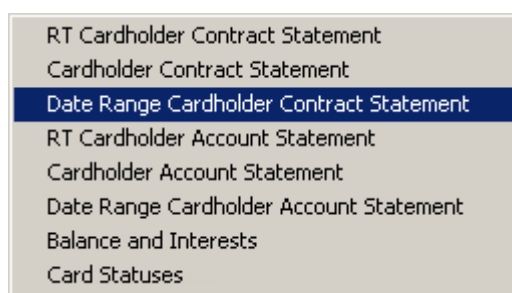 RT Cardholder Contract Statement
Cardholder Contract Statement
Date Range Cardholder Contract Statement
RT Cardholder Account Statement
Cardholder Account Statement
Date Range Cardholder Account Statement
Balance and Interests
Card Statuses